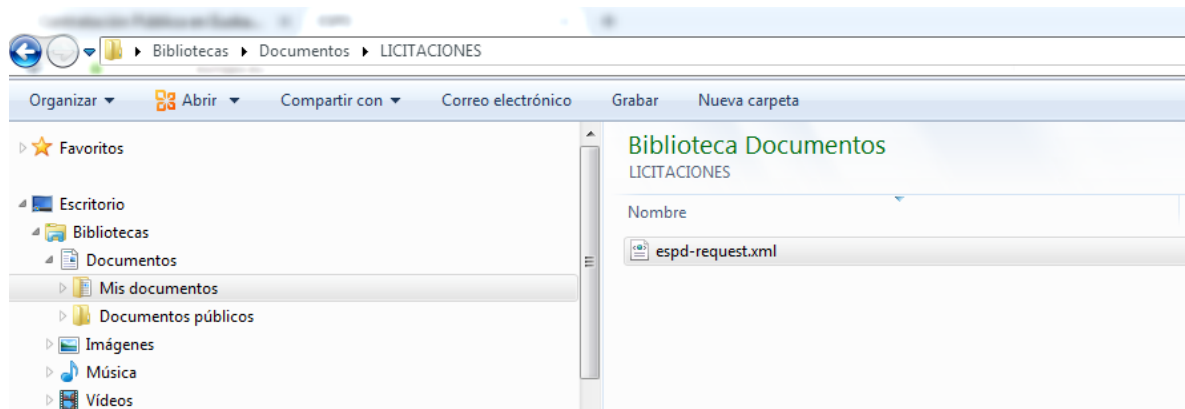 Bibliotecas Documentos LICITACIONES
Organizar Abrir Compartir con Correo electrónico Grabar Nueva carpeta
Favoritos
Escritorio
Bibliotecas
Documentos
Mis documentos
Documentos públicos
Imágenes
Música
Vídeos
Biblioteca Documentos
LICITACIONES
Nombre
espd-request.xml